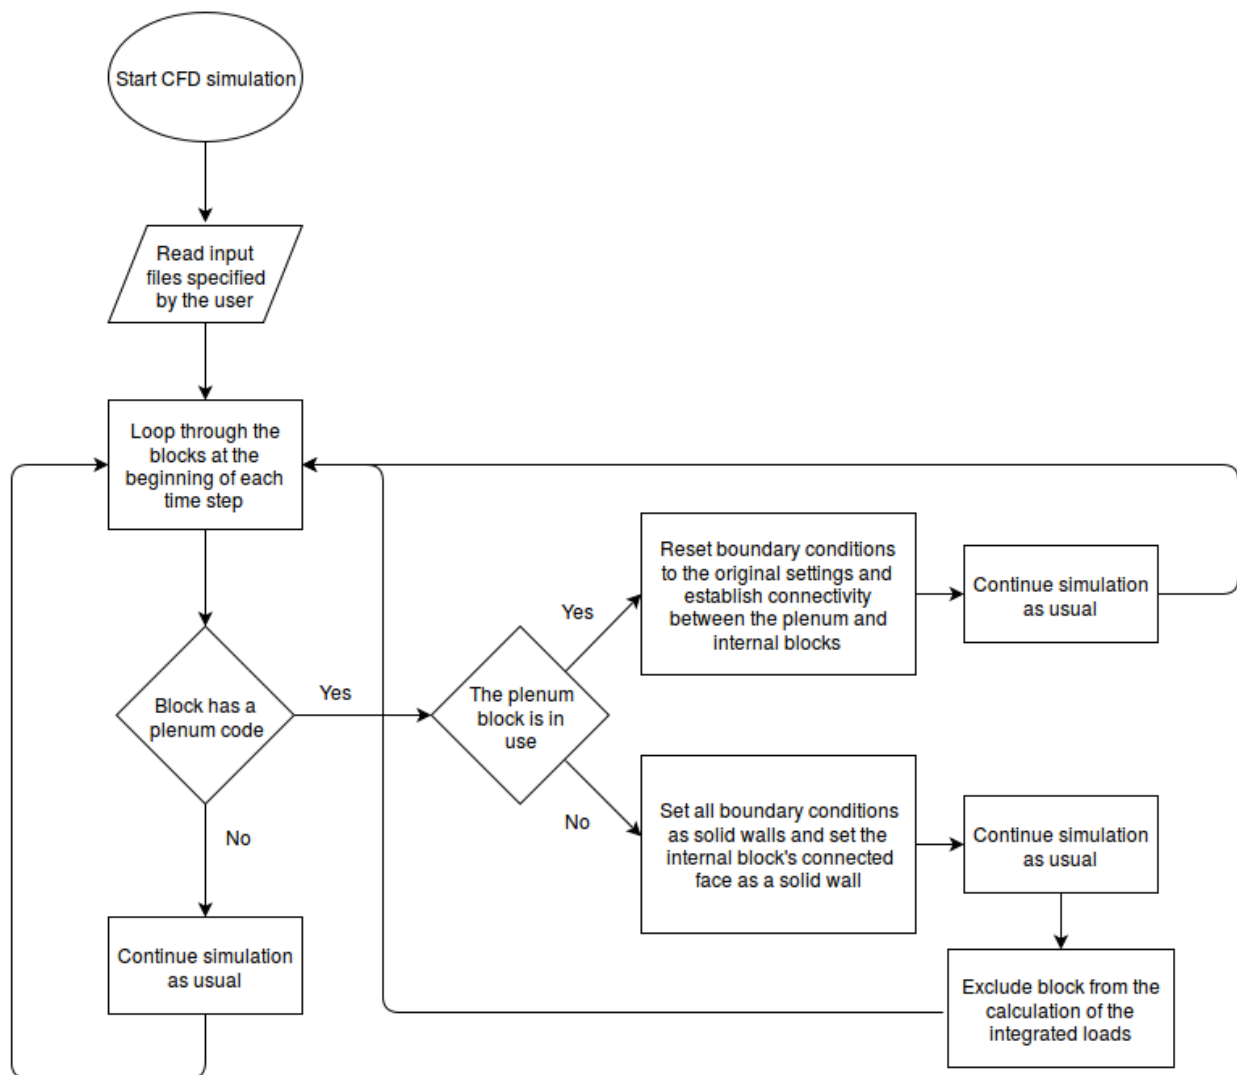 Start CFD simulation
Read input
files specified
by the user
Loop through the
blocks at the
beginning of each
time step
Block has a
plenum code
Yes
No
Continue simulation
as usual
The plenum
block is in
use
Yes
Reset boundary conditions
to the original settings and
establish connectivity
between the plenum and
internal blocks
Continue simulation
as usual
No
Set all boundary conditions
as solid walls and set the
internal block's connected
face as a solid wall
Continue simulation
as usual
Exclude block from the
calculation of the
integrated loads